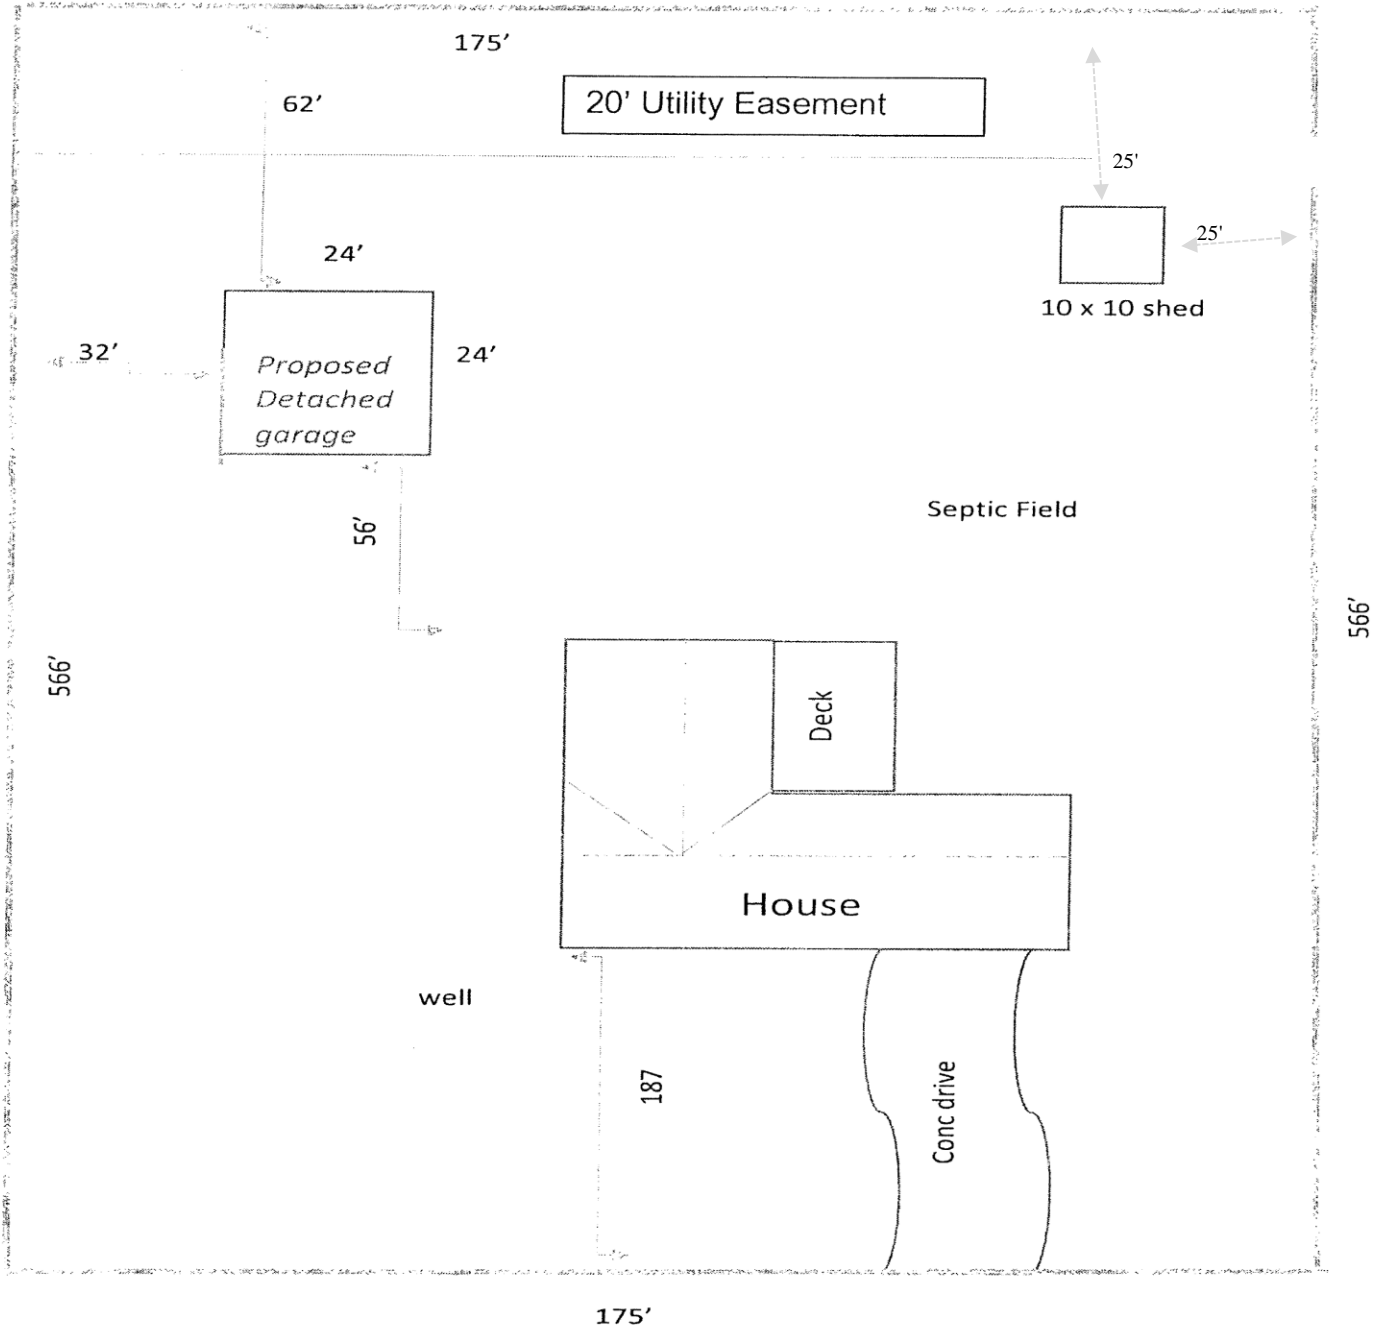 175'
62'
20' Utility Easement
25'
25'
24'
10 x 10 shed
32'
24'
Proposed
Detached
garage
Septic Field
56'
566'
566'
Deck
House
well
187
Conc drive
175'